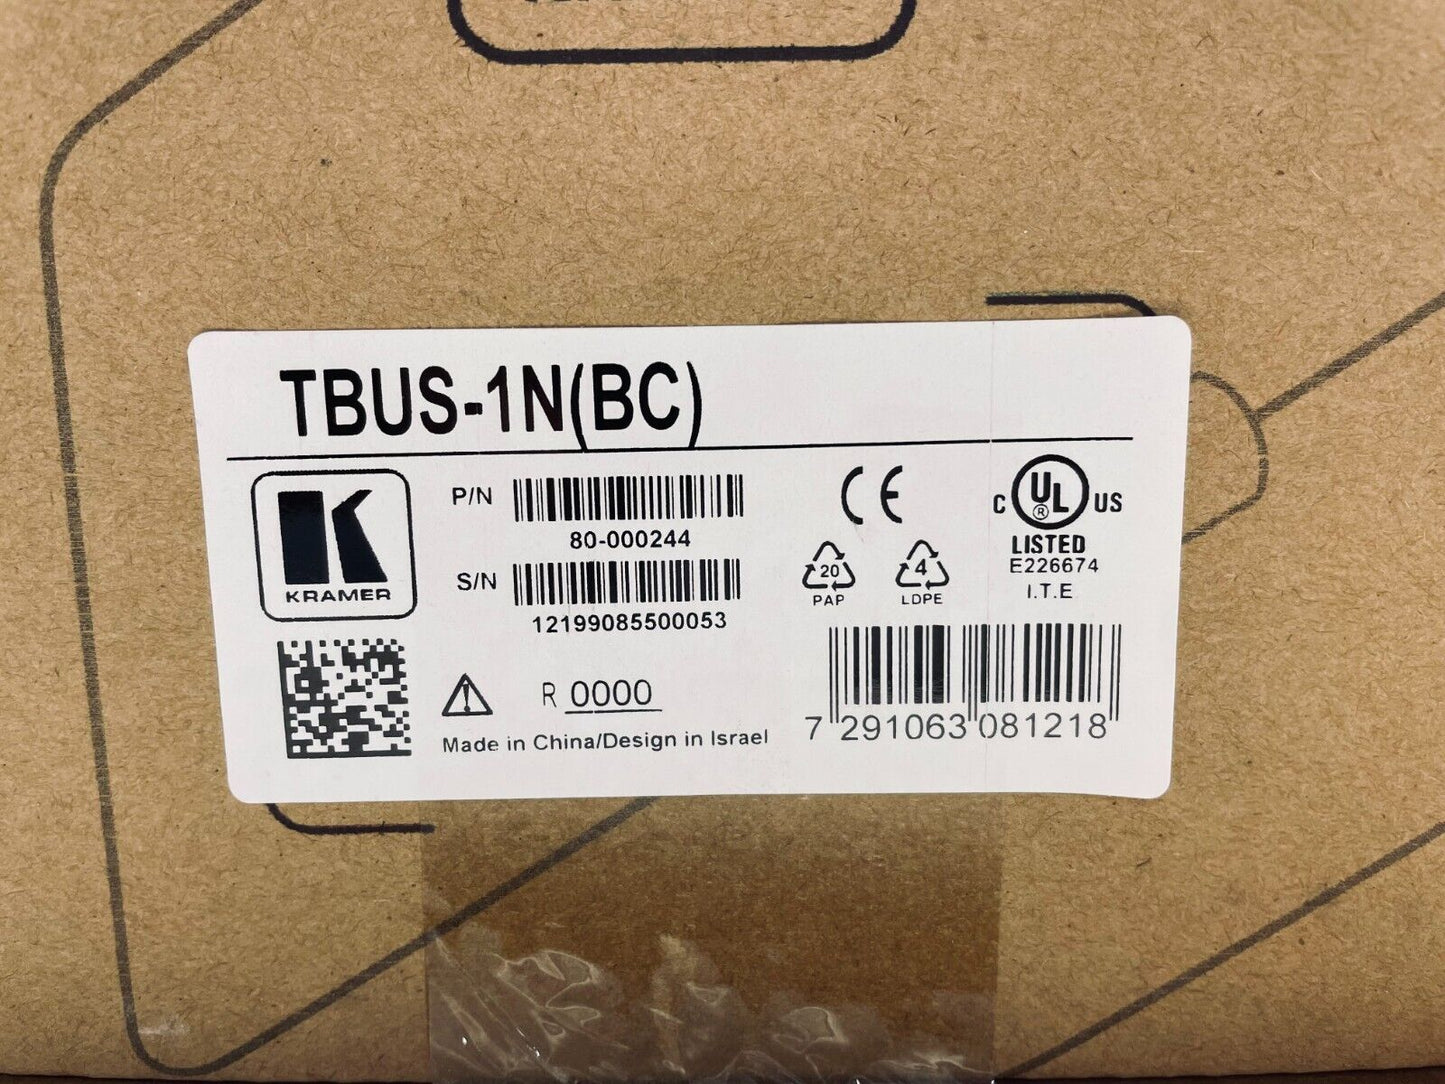 TBUS-1N(BC)
KRAMER
P/N
80-000244
S/N
12199085500053
R 0000
Made in China/Design in Israel
CE
C UL US
®
LISTED
E226674
I.T.E
20
PAP
4
LDPE
7 291063 081218